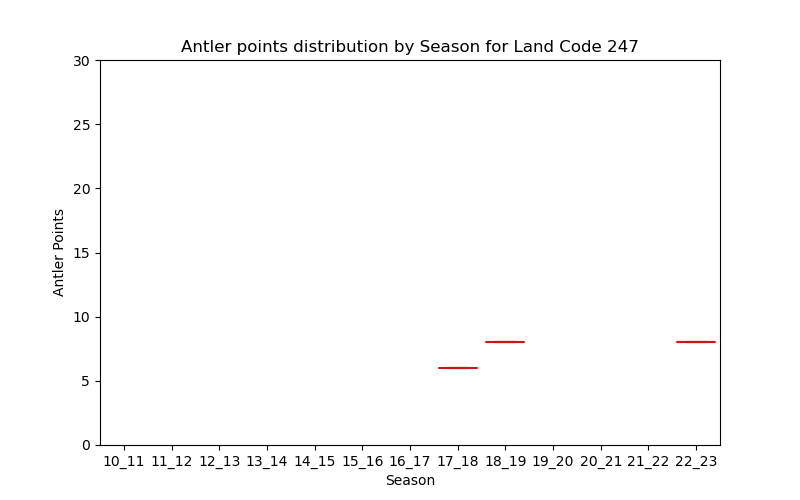 Antler points distribution by Season for Land Code 247
30
25
20
15
10
5
0
Antler Points
10_11 11_12 12_13 13_14 14_15 15_16 16_17 17_18 18_19 19_20 20_21 21_22 22_23
Season